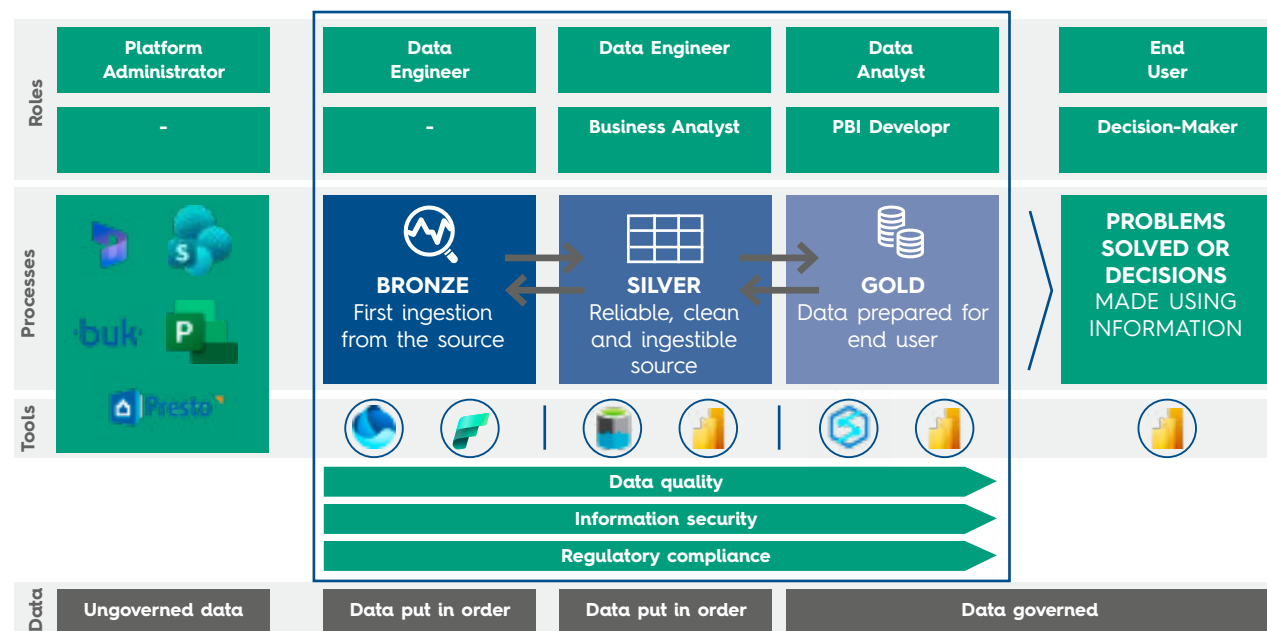 Roles
Platform
Administrator
Data
Engineer
Data Engineer
Data
Analyst
End
User
-
-
Business Analyst
PBI Developr
Decision-Maker
Processes
S
buk
P
Presto
BRONZE
First ingestion
from the source
SILVER
Reliable, clean
and ingestible
source
GOLD
Data prepared for
end user
PROBLEMS
SOLVED OR
DECISIONS
MADE USING
INFORMATION
Tools
Data quality
Information security
Regulatory compliance
Data
Ungoverned data
Data put in order
Data put in order
Data governed